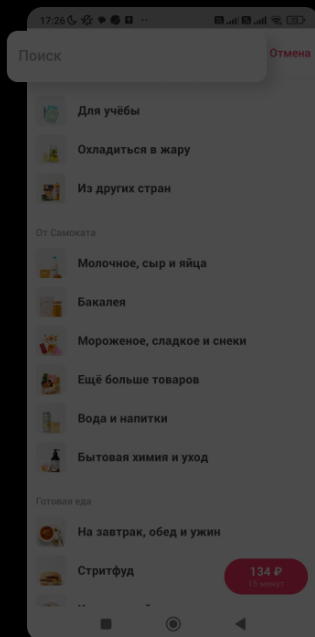 17:26
Поиск
Отмена
Для учёбы
Охладиться в жару
Из других стран
От Самоката
Молочное, сыр и яйца
Бакалея
Мороженое, сладкое и снеки
Ещё больше товаров
Вода и напитки
Бытовая химия и уход
Готовая еда
На завтрак, обед и ужин
Стритфуд
134 ₽
15 минут